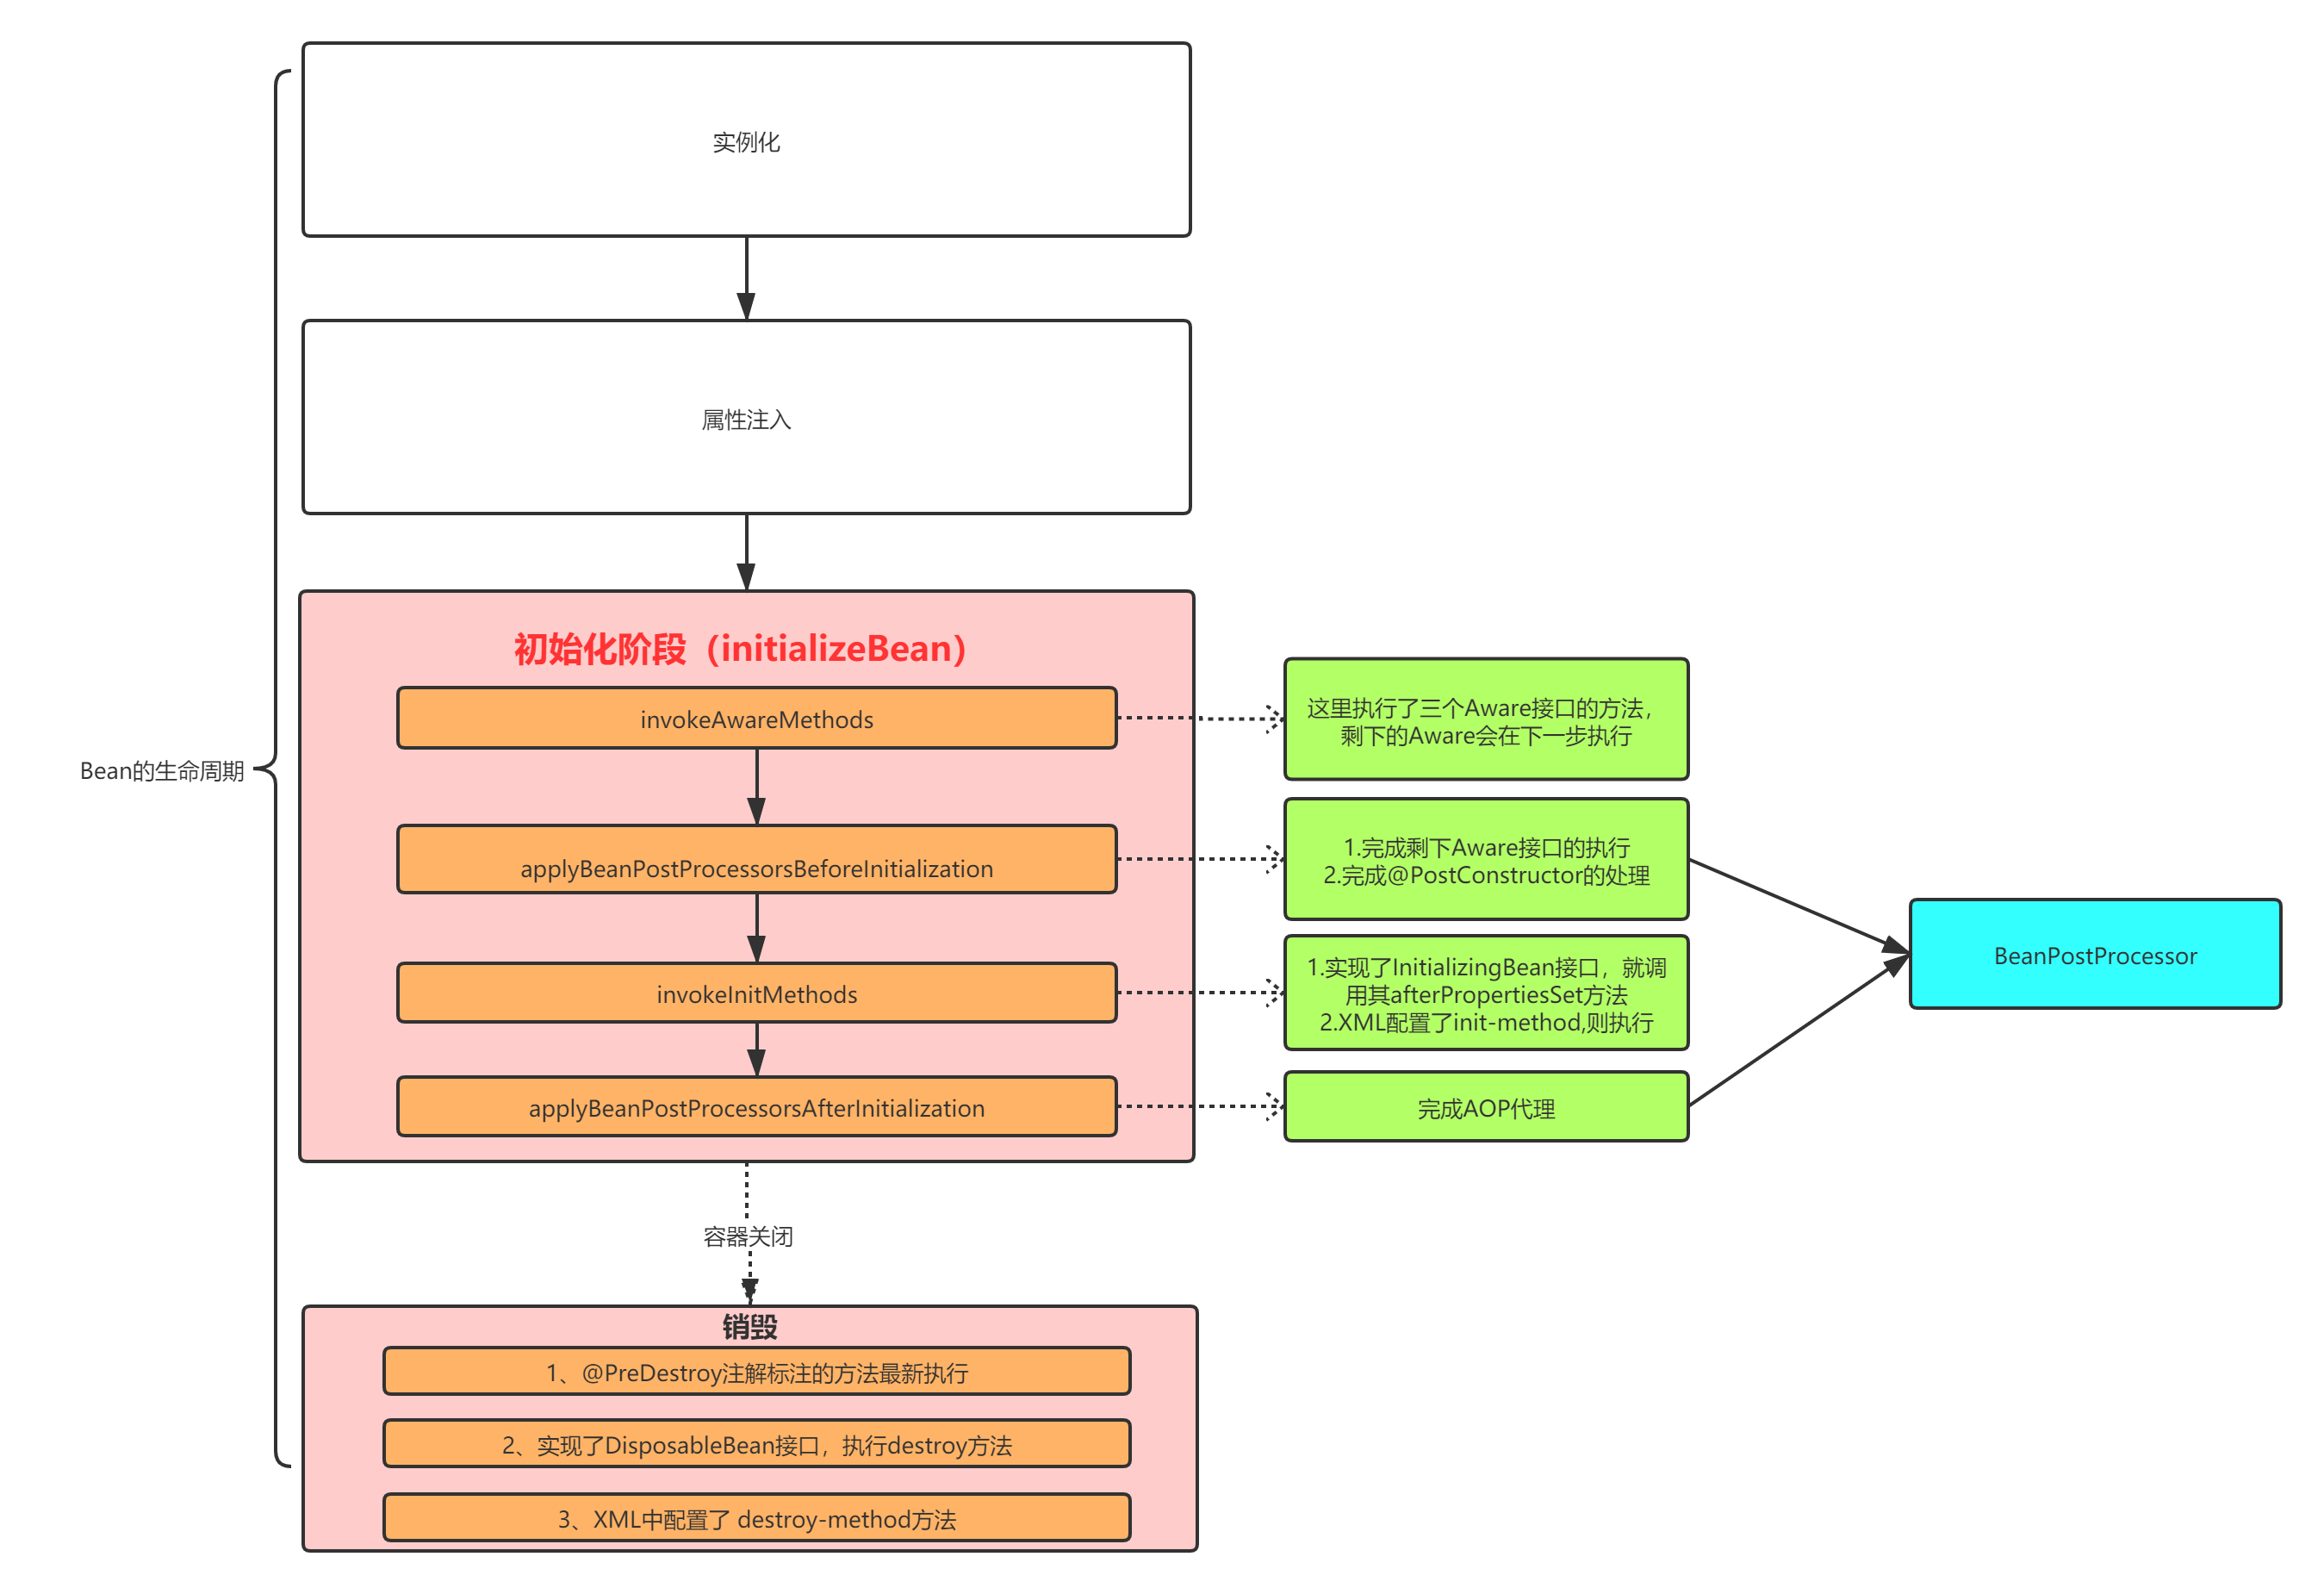 实例化
属性注入
初始化阶段（initializeBean）
invokeAwareMethods
这里执行了三个Aware接口的方法，
剩下的Aware会在下一步执行
Bean的生命周期
applyBeanPostProcessorsBeforeInitialization
1.完成剩下Aware接口的执行
2.完成@PostConstructor的处理
BeanPostProcessor
invokeInitMethods
1.实现了InitializingBean接口，就调
用其afterPropertiesSet方法
2.XML配置了init-method,则执行
applyBeanPostProcessorsAfterInitialization
完成AOP代理
容器关闭
销毁
1、@PreDestroy注解标注的方法最新执行
2、实现了DisposableBean接口，执行destroy方法
3、XML中配置了 destroy-method方法